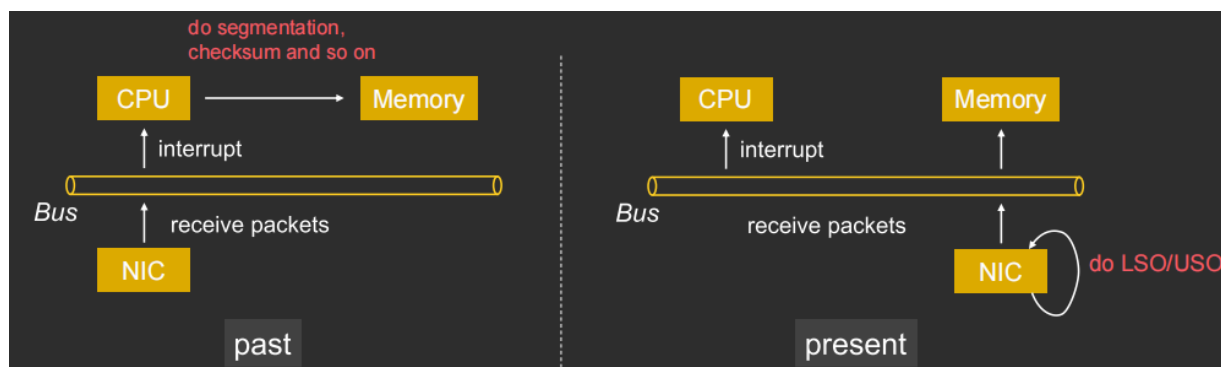 do segmentation,
checksum and so on
CPU
Memory
interrupt
Bus
receive packets
NIC
past
CPU
Memory
interrupt
Bus
receive packets
NIC
do LSO/USO
present